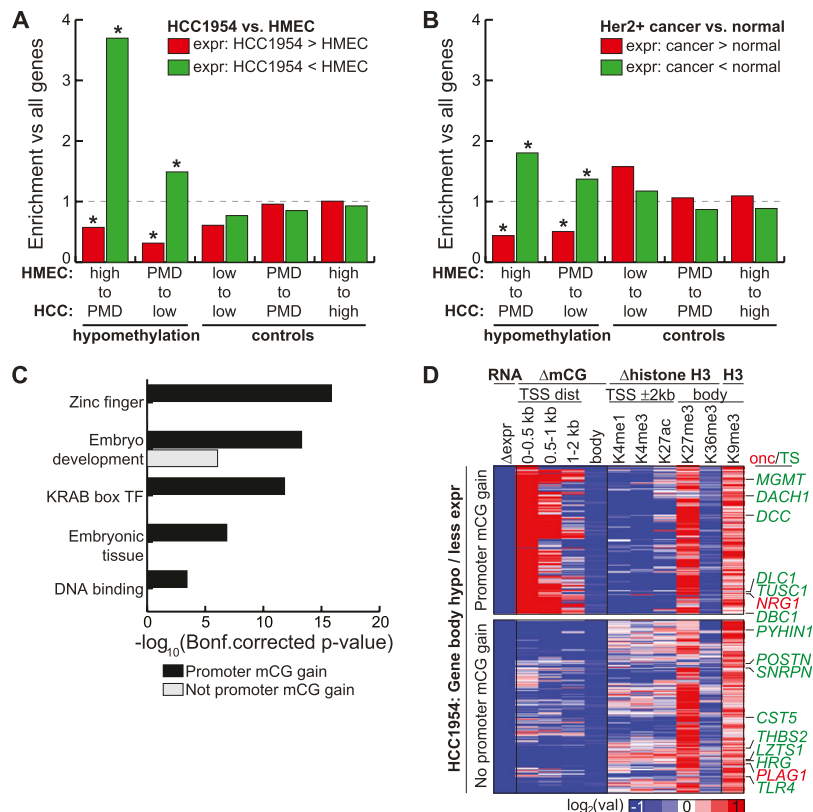 A
HCC1954 vs. HMEC
expr: HCC1954 > HMEC
expr: HCC1954 < HMEC
Enrichment vs all genes
4
3
2
1
0
*
*
*
*
HMEC: high PMD low PMD high
to to to to to
HCC: PMD low low PMD high
hypomethylation controls
B
Her2+ cancer vs. normal
expr: cancer > normal
expr: cancer < normal
Enrichment vs all genes
4
3
2
1
0
*
*
*
*
HMEC: high PMD low PMD high
to to to to to
HCC: PMD low low PMD high
hypomethylation controls
C
Zinc finger
Embryo
development
KRAB box TF
Embryonic
tissue
DNA binding
0 5 10 15 20
-log10(Bonf.corrected p-value)
Promoter mCG gain
Not promoter mCG gain
D
RNA ΔmCG Δhistone H3 H3
TSS dist TSS ±2kb body
Δexpr
0-0.5 kb
0.5-1 kb
1-2 kb
body
K4me1
K4me3
K27ac
K27me3
K36me3
K9me3
onc/TS
HCC1954: Gene body hypo / less expr
Promoter mCG gain
No promoter mCG gain
MGMT
DACH1
DCC
DLC1
TUSC1
NRG1
DBC1
PYHIN1
POSTN
SNRPN
CST5
THBS2
LZTS1
HRG
PLAG1
TLR4
log2(val) -1 0 1